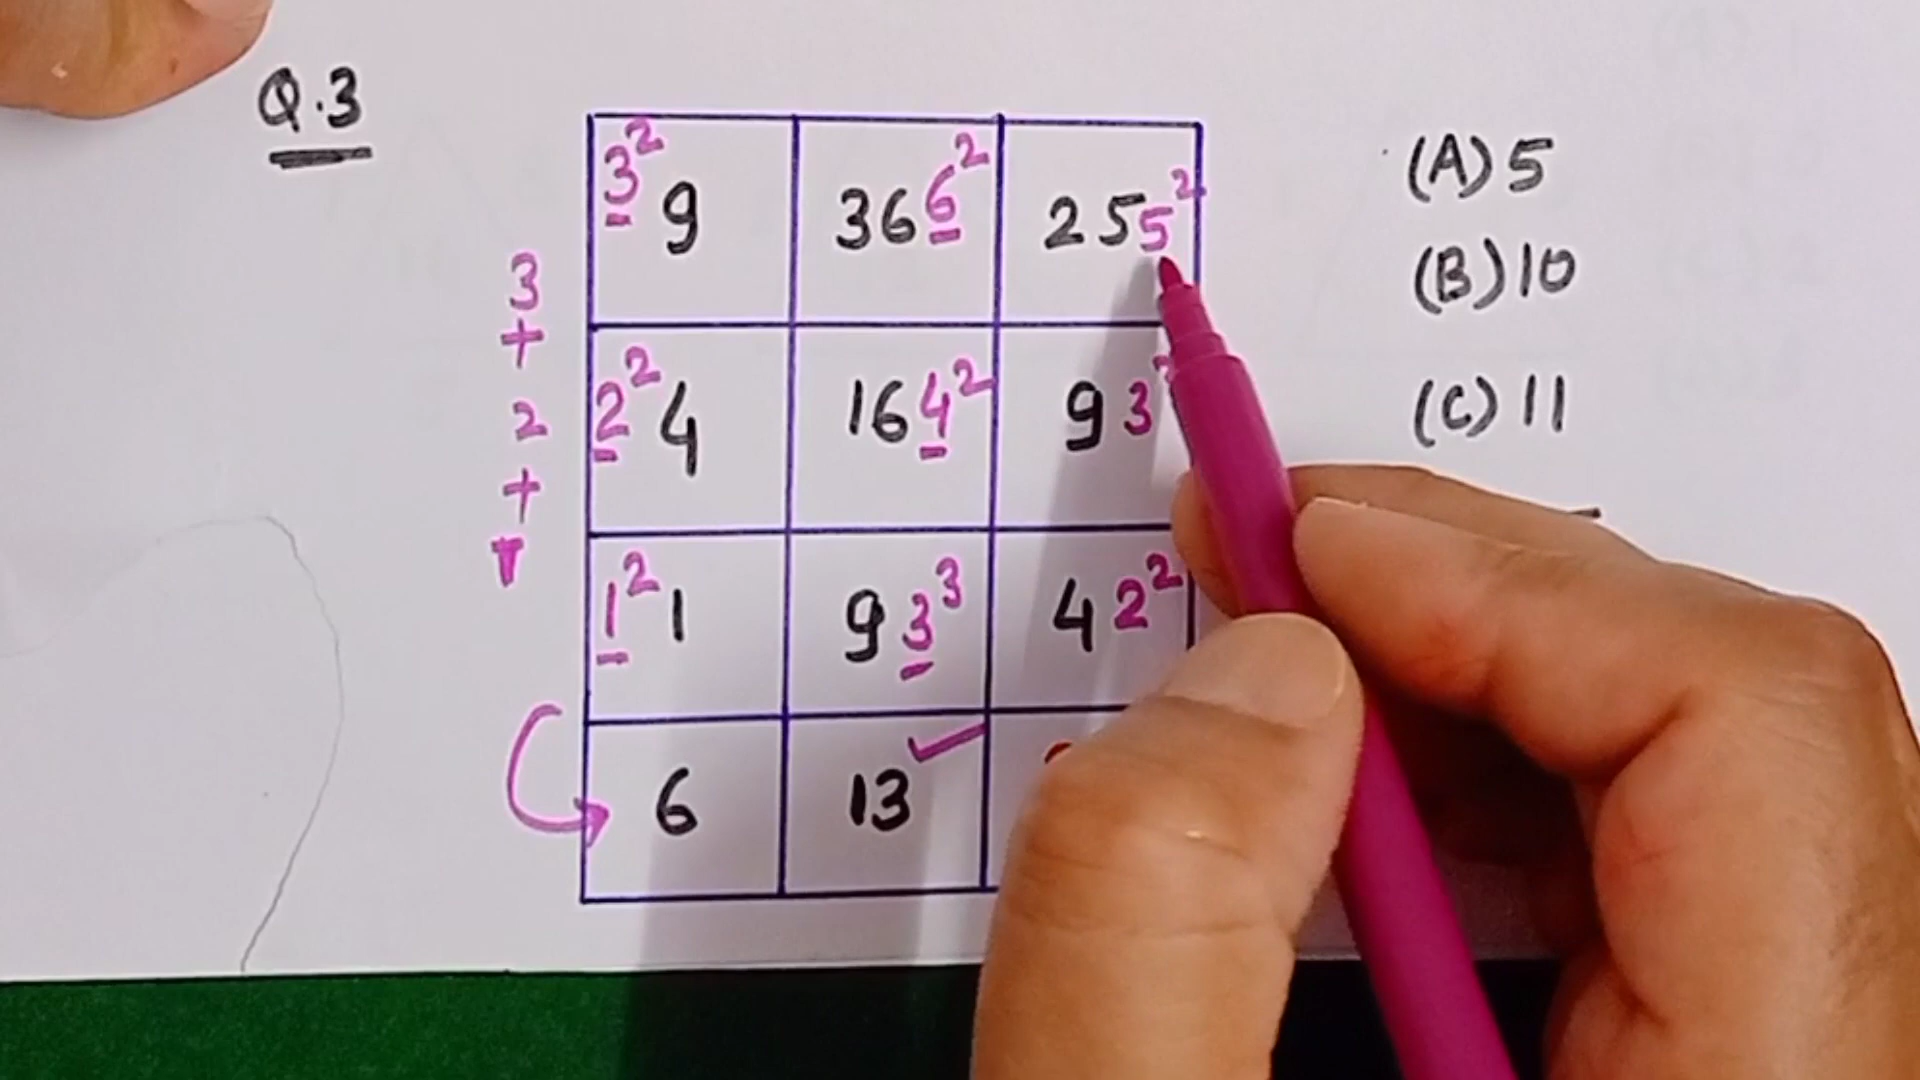 Q.3
3² 9 36 6² 25 5²
2² 4 16 4² 9 3
1² 1 9 3³ 4 2²
6 13
3
+
2
+
(A) 5
(B) 10
(C) 11